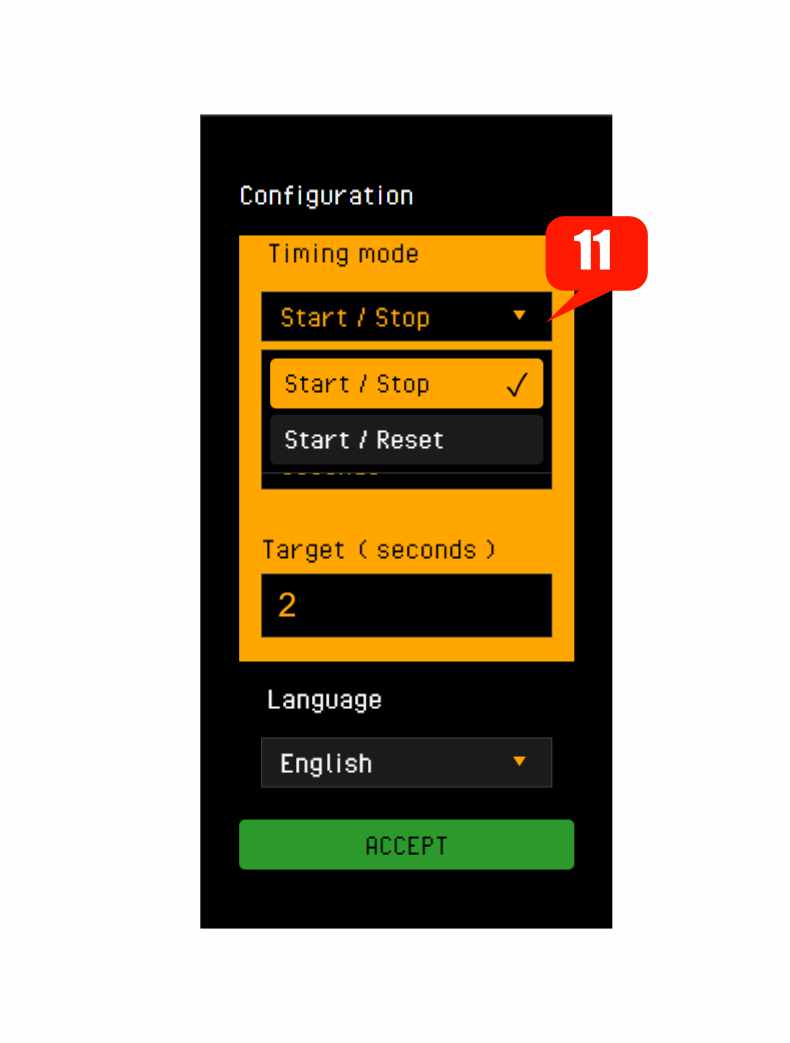 Configuration
Timing mode
11
Start / Stop
Start / Stop
Start / Reset
Target ( seconds )
2
Language
English
ACCEPT